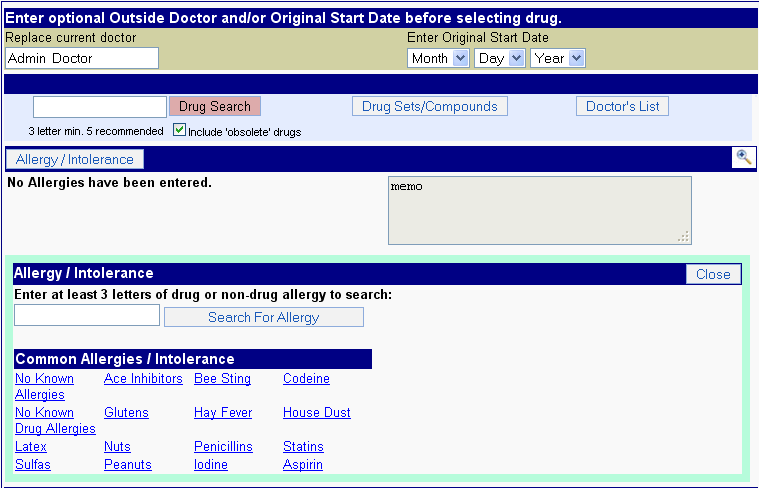 Enter optional Outside Doctor and/or Original Start Date before selecting drug.
Replace current doctor
Enter Original Start Date
Admin Doctor
Month Day Year
Drug Search
Drug Sets/Compounds
Doctor's List
3 letter min. 5 recommended
Include 'obsolete' drugs
Allergy / Intolerance
No Allergies have been entered.
memo
Allergy / Intolerance
Close
Enter at least 3 letters of drug or non-drug allergy to search:
Search For Allergy
Common Allergies / Intolerance
No Known Allergies Ace Inhibitors Bee Sting Codeine
No Known Drug Allergies Glutens Hay Fever House Dust
Latex Nuts Penicillins Statins
Sulfas Peanuts Iodine Aspirin